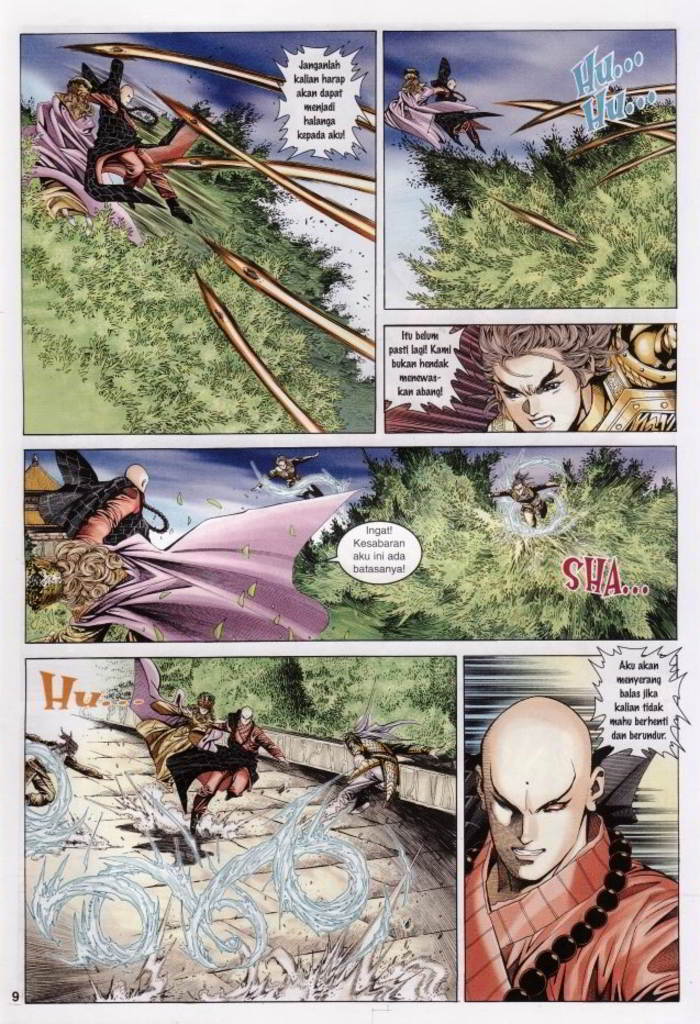 Janganlah
kalian harap
akan dapat
menjadi
halanga
kepada aku!
Hu...
Hu...
Itu belum
pasti lagi! Kami
bukan hendak
menewas-
kan abang!
Ingat!
Kesabaran
aku ini ada
batasanya!
SHA...
Hu...
Aku akan
menyerang
balas jika
kalian tidak
mahu berhenti
dan berundur.
9